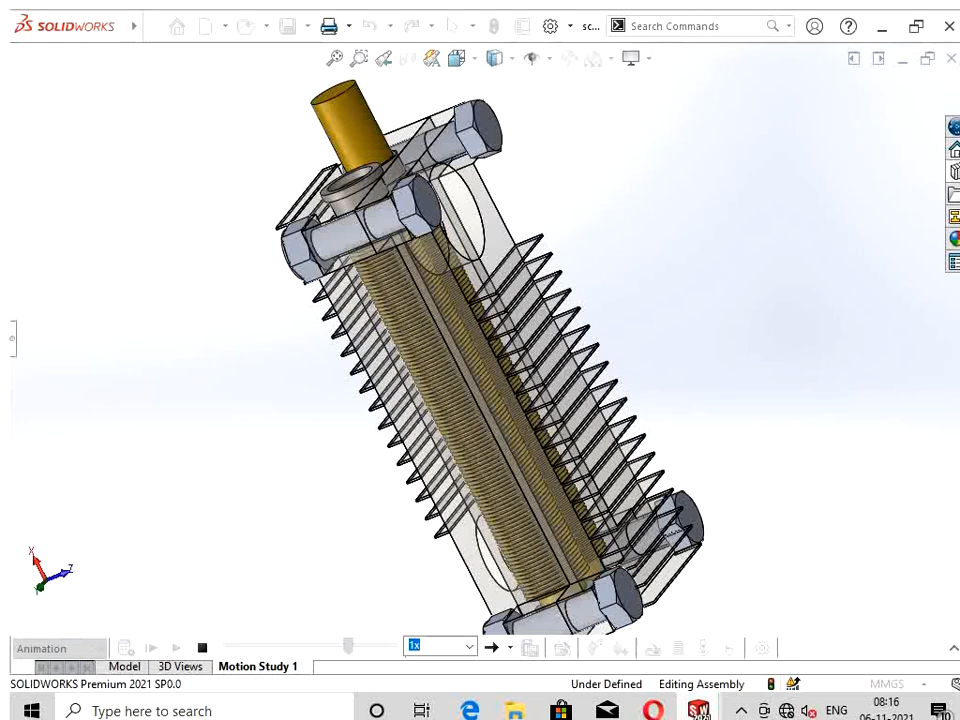 SOLIDWORKS
sc...
Search Commands
X
Z
Y
Animation
1x
Model
3D Views
Motion Study 1
SOLIDWORKS Premium 2021 SP0.0
Under Defined
Editing Assembly
MMGS
-
Type here to search
ENG
08:16
06-11-2021
10